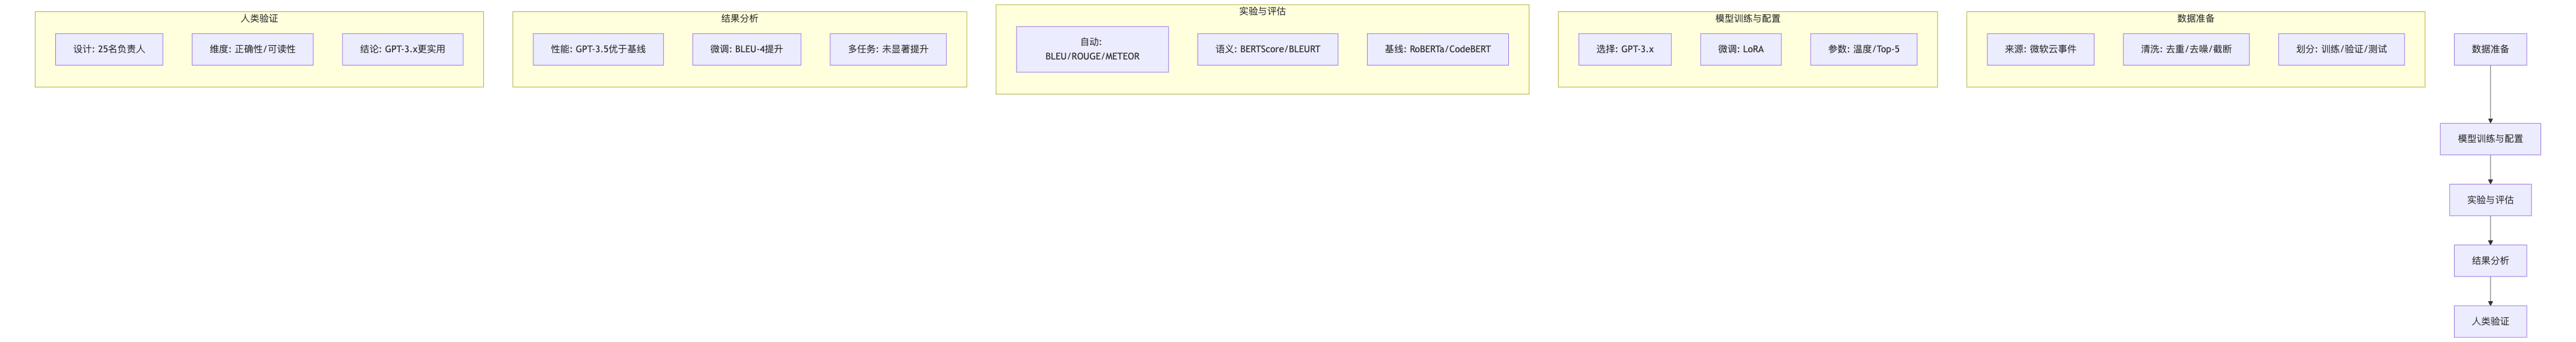 人类验证
设计: 25名负责人
维度: 正确性/可读性
结论: GPT-3.x更实用
结果分析
性能: GPT-3.5优于基线
微调: BLEU-4提升
多任务: 未显著提升
实验与评估
自动:
BLEU/ROUGE/METEOR
语义: BERTScore/BLEURT
基线: RoBERTa/CodeBERT
模型训练与配置
选择: GPT-3.x
微调: LoRA
参数: 温度/Top-5
数据准备
来源: 微软云事件
清洗: 去重/去噪/截断
划分: 训练/验证/测试
数据准备
模型训练与配置
实验与评估
结果分析
人类验证